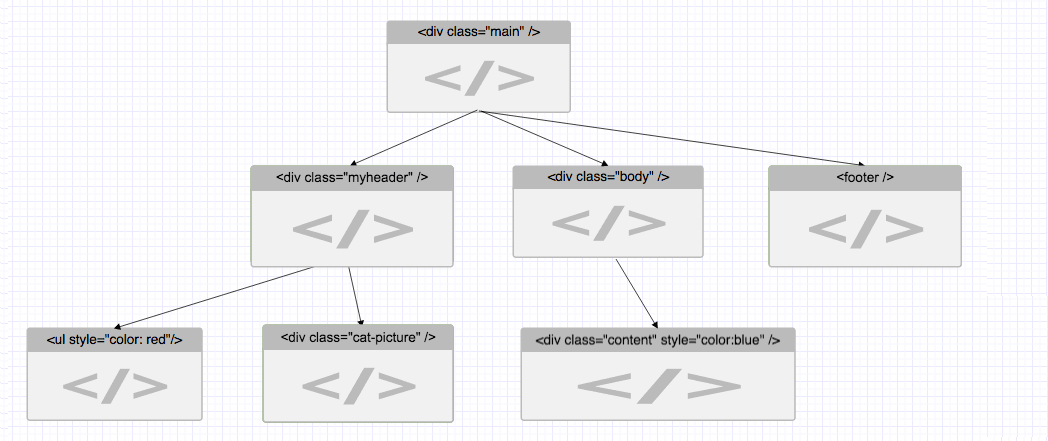 <div class="main" />
</>
<div class="myheader" />
<div class="body" />
<footer />
</>
</>
</>
<ul style="color: red"/>
<div class="cat-picture" />
<div class="content" style="color:blue" />
</>
</>
</>